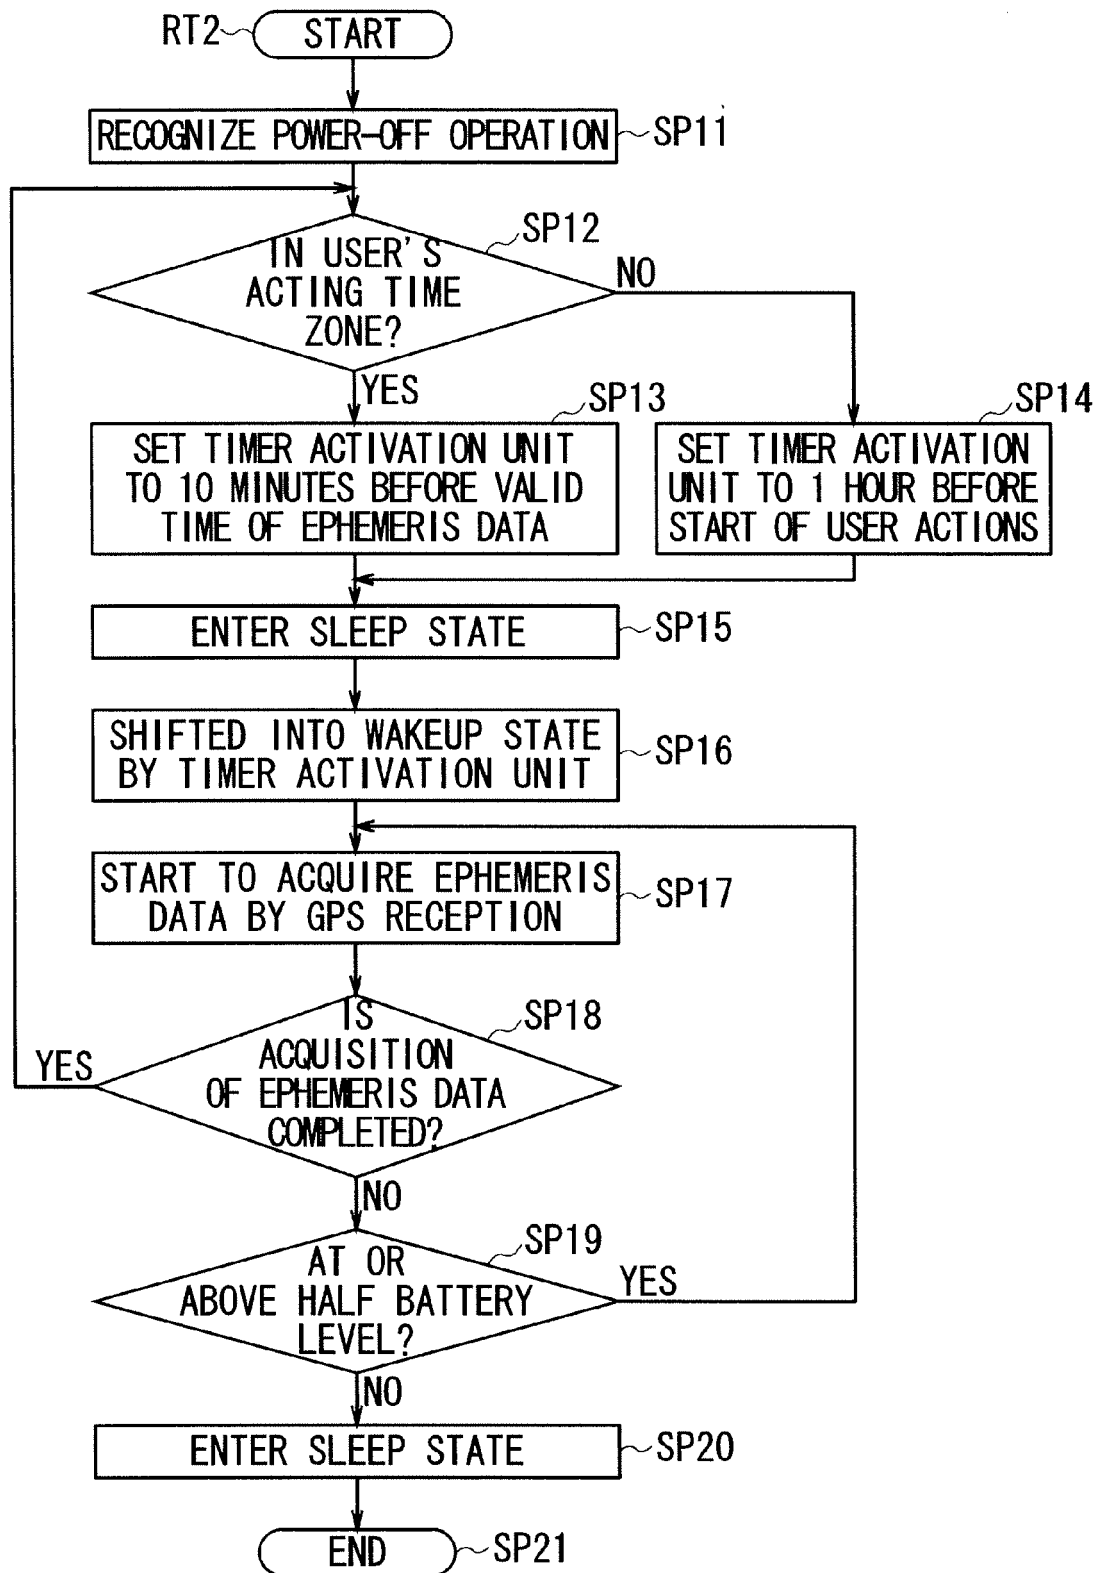 RT2
START
RECOGNIZE POWER-OFF OPERATION
SP11
SP12
IN USER'S
ACTING TIME
ZONE?
NO
YES
SP13
SET TIMER ACTIVATION UNIT
TO 10 MINUTES BEFORE VALID
TIME OF EPHEMERIS DATA
SP14
SET TIMER ACTIVATION
UNIT TO 1 HOUR BEFORE
START OF USER ACTIONS
ENTER SLEEP STATE
SP15
SHIFTED INTO WAKEUP STATE
BY TIMER ACTIVATION UNIT
SP16
START TO ACQUIRE EPHEMERIS
DATA BY GPS RECEPTION
SP17
SP18
IS
ACQUISITION
OF EPHEMERIS DATA
COMPLETED?
YES
NO
SP19
AT OR
ABOVE HALF BATTERY
LEVEL?
YES
NO
ENTER SLEEP STATE
SP20
END
SP21